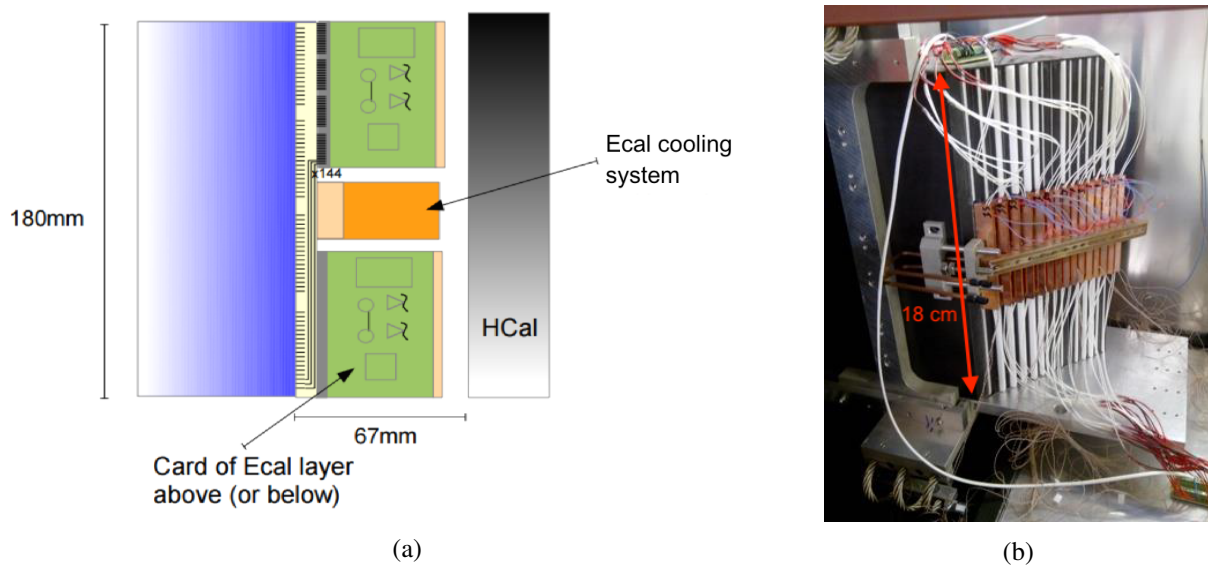 180mm
x144
Ecal cooling
system
HCal
67mm
Card of Ecal layer
above (or below)
(a)
18 cm
(b)